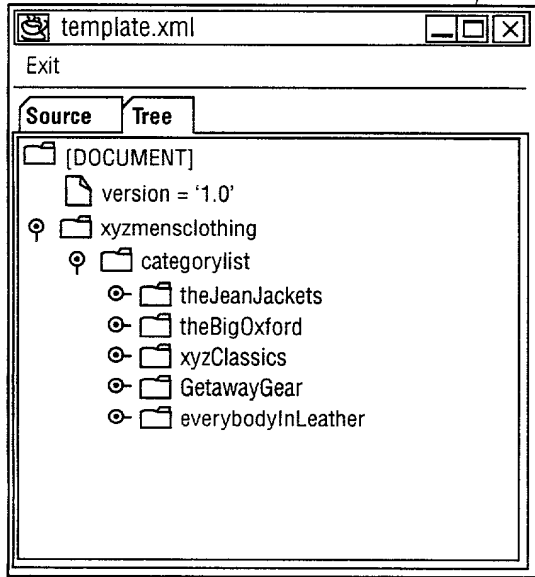 template.xml
Exit
Source Tree
[DOCUMENT]
version = '1.0'
xyzmensclothing
categorylist
theJeanJackets
theBigOxford
xyzClassics
GetawayGear
everybodyInLeather